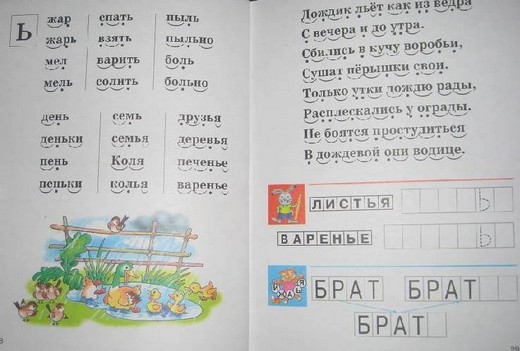 Ь
жар спать пыль
жарь взять пыльно
мел варить боль
мель солить больно
день семь друзья
деньки семья деревья
пень Коля печенье
пеньки колья варенье
Дождик льёт как из ведра
С вечера и до утра.
Сбились в кучу воробьи,
Сушат пёрышки свои.
Только утки дождю рады,
Расплескались у ограды.
Не боятся простудиться
В дождевой они водице.
ЛИСТЬЯ Ь
ВАРЕНЬЕ Ь
БРАТ БРАТ
БРАТ